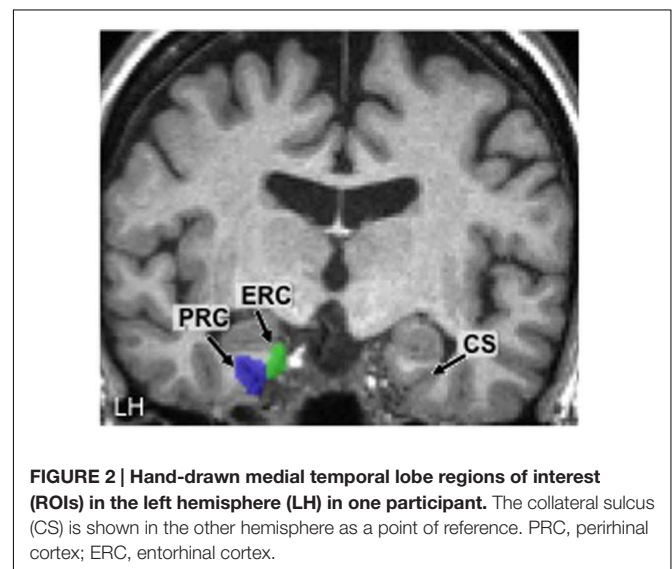 ERC
PRC
CS
LH
FIGURE 2 | Hand-drawn medial temporal lobe regions of interest
(ROIs) in the left hemisphere (LH) in one participant. The collateral sulcus
(CS) is shown in the other hemisphere as a point of reference. PRC, perirhinal
cortex; ERC, entorhinal cortex.